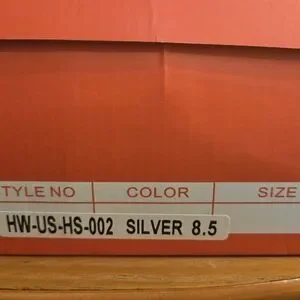 TYLE NO COLOR SIZE
HW-US-HS-002 SILVER 8.5